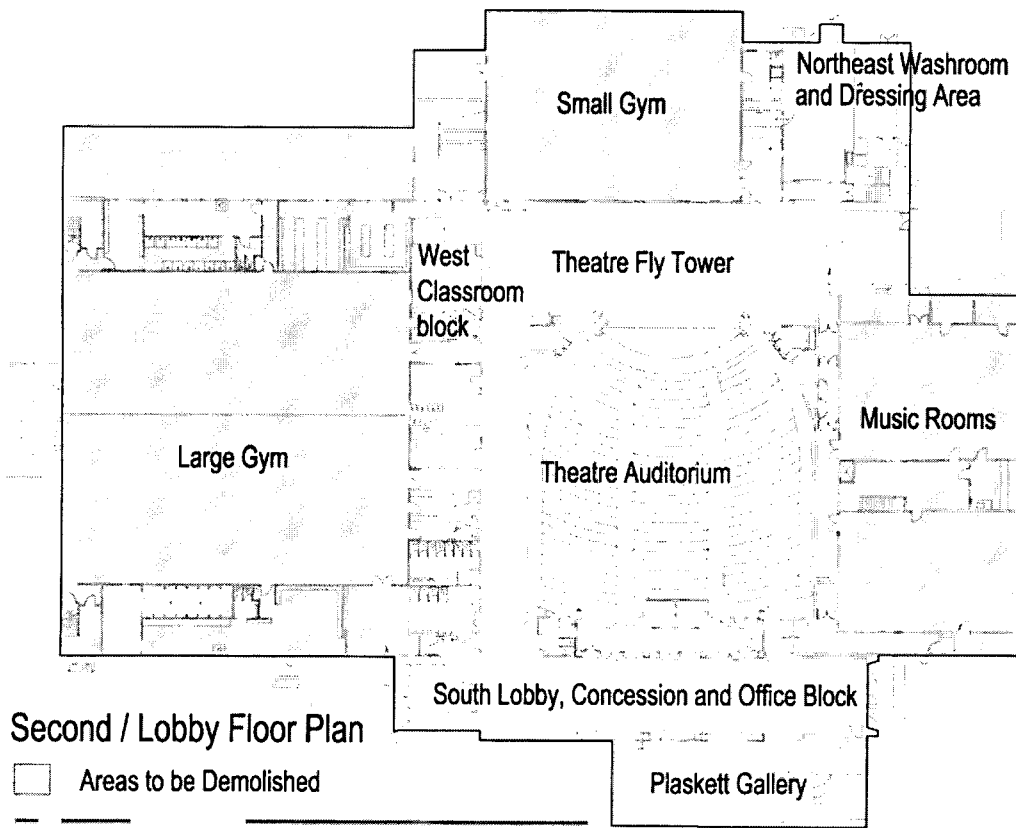 Small Gym
Northeast Washroom
and Dressing Area
West
Classroom
block
Theatre Fly Tower
Large Gym
Theatre Auditorium
Music Rooms
South Lobby, Concession and Office Block
Second / Lobby Floor Plan
Areas to be Demolished
Plaskett Gallery